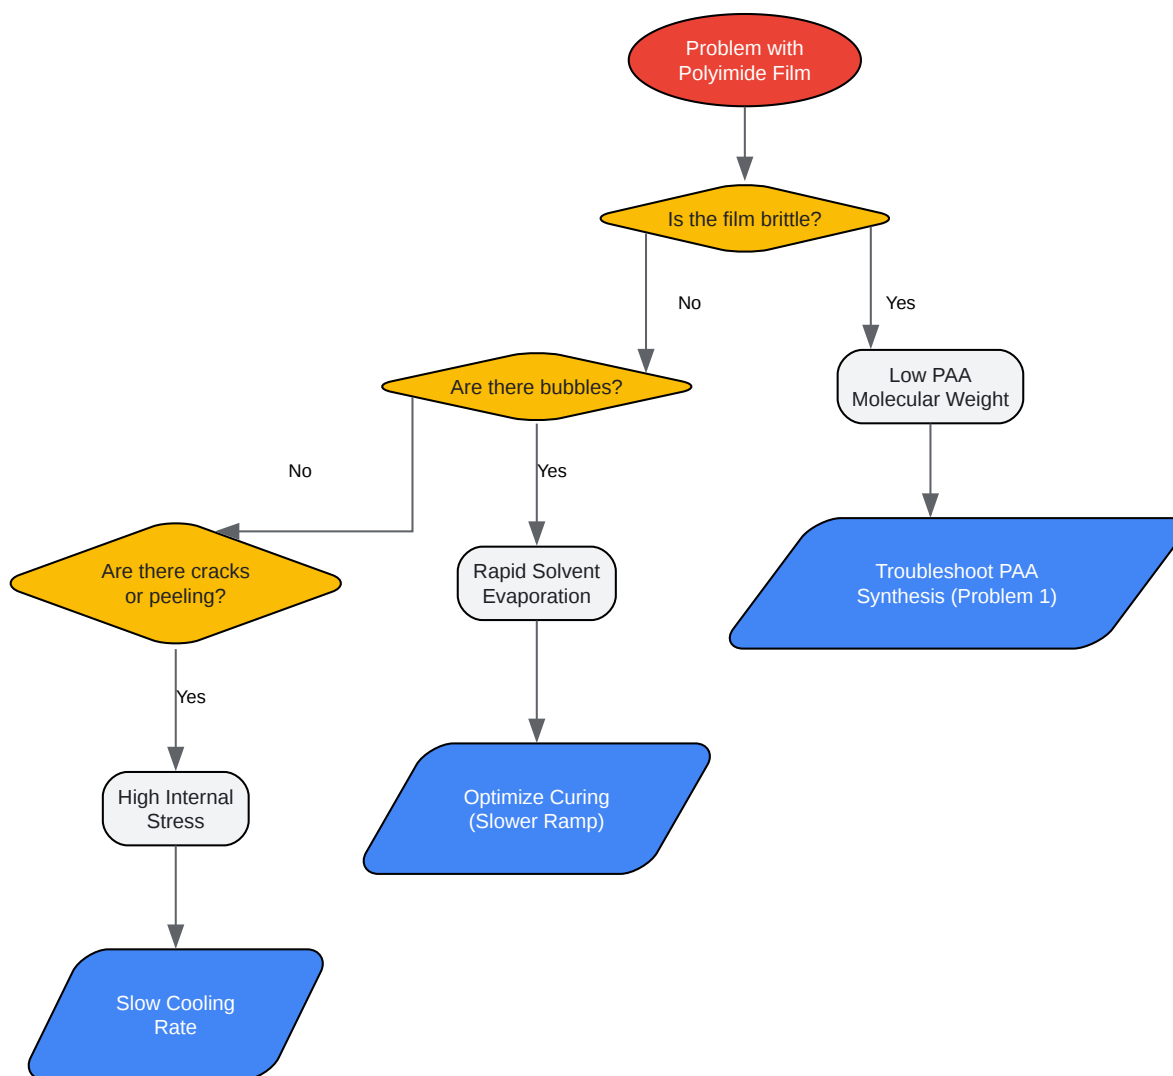 Problem with
Polyimide Film
Is the film brittle?
No
Yes
Are there bubbles?
Low PAA
Molecular Weight
No
Yes
Are there cracks
or peeling?
Rapid Solvent
Evaporation
Troubleshoot PAA
Synthesis (Problem 1)
Yes
High Internal
Stress
Optimize Curing
(Slower Ramp)
Slow Cooling
Rate